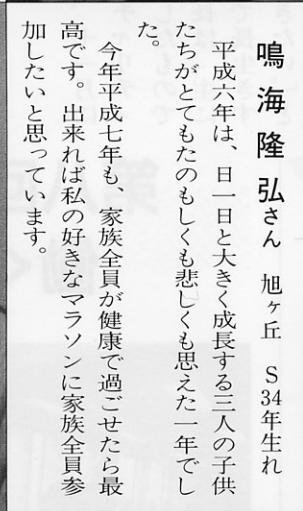 鳴海隆弘さん 旭ヶ丘 S34年生れ
平成六年は、日一日と大きく成長する三人の子供
たちがとてもたのもしくも悲しくも思えた一年でし
た。
今年平成七年も、家族全員が健康で過ごせたら最
高です。出来れば私の好きなマラソンに家族全員参
加したいと思っています。